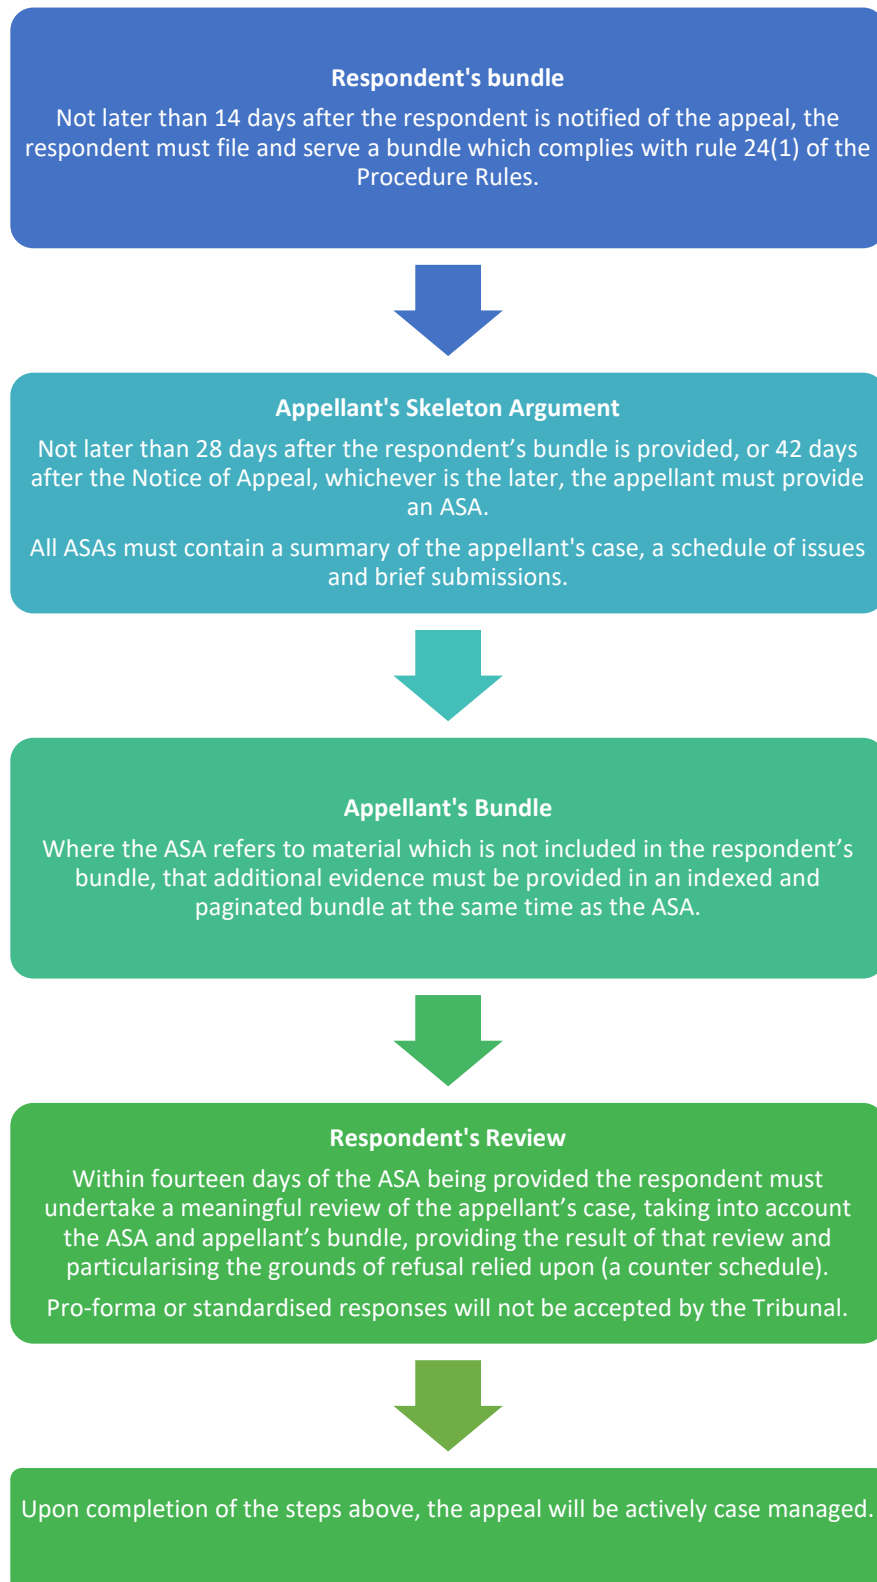 Respondent's bundle
Not later than 14 days after the respondent is notified of the appeal, the
respondent must file and serve a bundle which complies with rule 24(1) of the
Procedure Rules.
Appellant's Skeleton Argument
Not later than 28 days after the respondent’s bundle is provided, or 42 days
after the Notice of Appeal, whichever is the later, the appellant must provide
an ASA.
All ASAs must contain a summary of the appellant's case, a schedule of issues
and brief submissions.
Appellant's Bundle
Where the ASA refers to material which is not included in the respondent’s
bundle, that additional evidence must be provided in an indexed and
paginated bundle at the same time as the ASA.
Respondent's Review
Within fourteen days of the ASA being provided the respondent must
undertake a meaningful review of the appellant’s case, taking into account
the ASA and appellant’s bundle, providing the result of that review and
particularising the grounds of refusal relied upon (a counter schedule).
Pro-forma or standardised responses will not be accepted by the Tribunal.
Upon completion of the steps above, the appeal will be actively case managed.